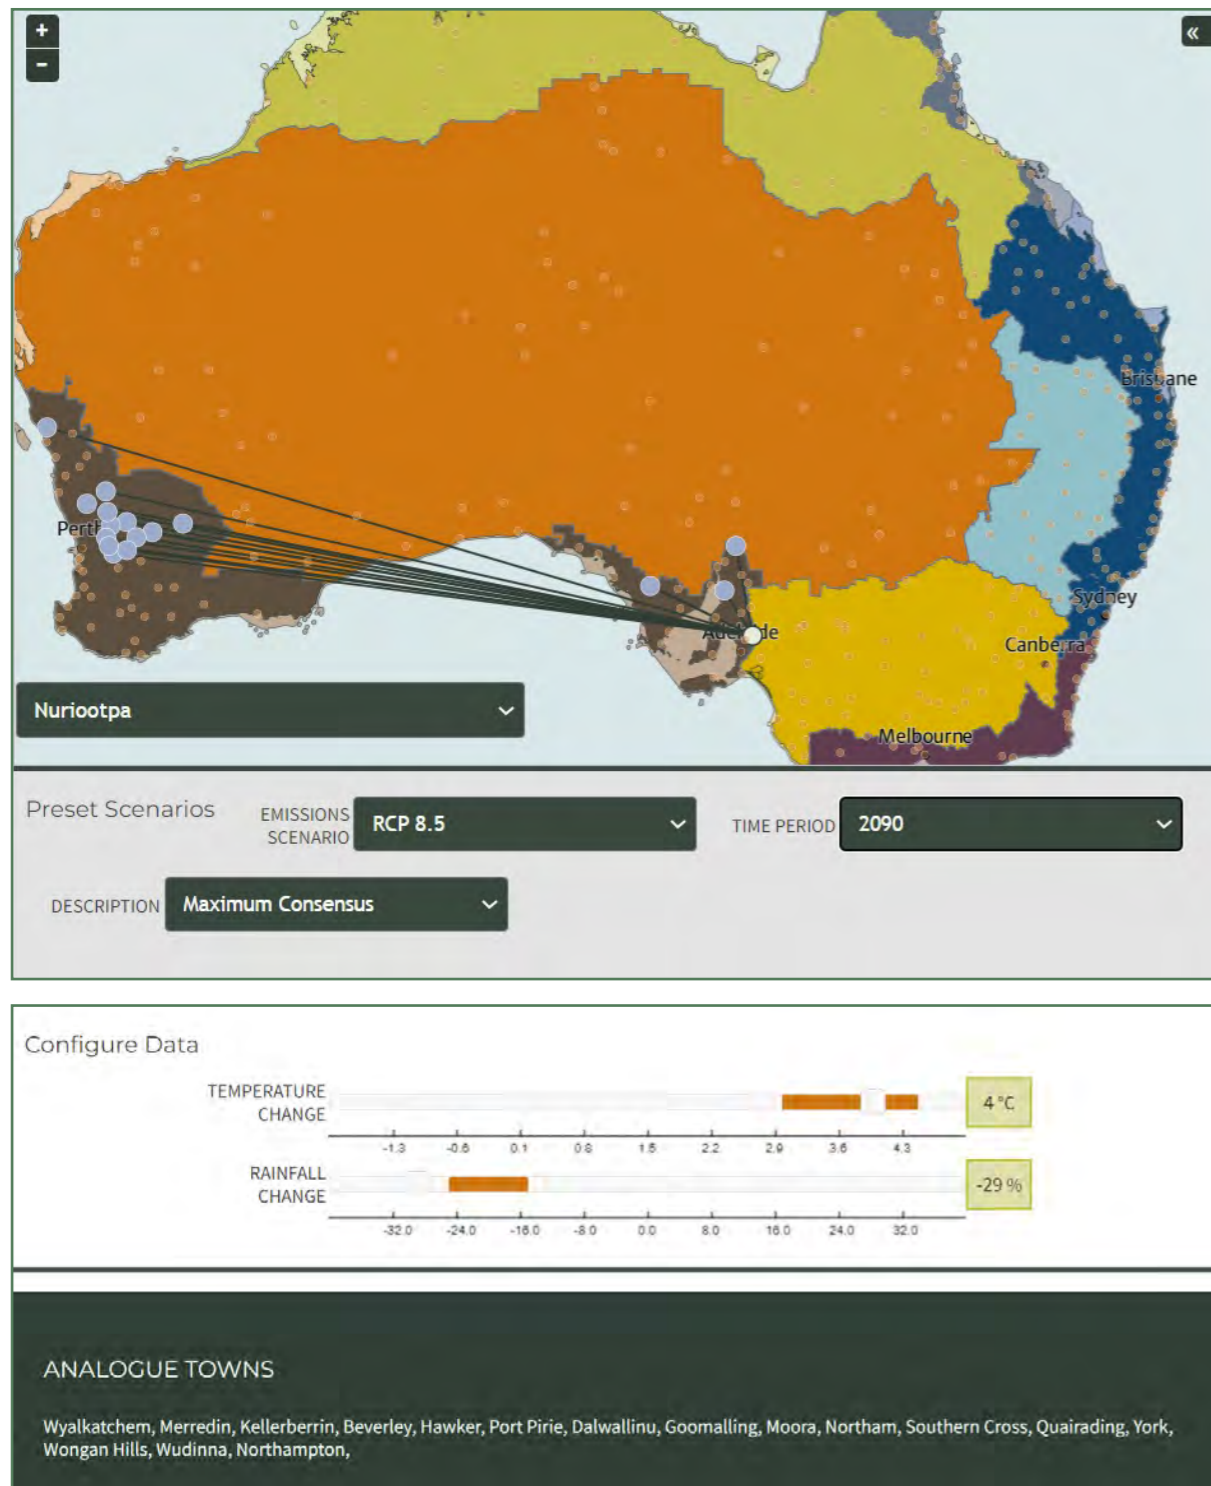 +
«
-
Brisbane
Perth
Sydney
Adelaide
Canberra
Nuriootpa
Melbourne
Preset Scenarios
EMISSIONS
SCENARIO
RCP 8.5
TIME PERIOD
2090
DESCRIPTION
Maximum Consensus
Configure Data
TEMPERATURE
CHANGE
4 °C
-1.3 -0.6 0.1 0.8 1.5 2.2 2.9 3.6 4.3
RAINFALL
CHANGE
-29 %
-32.0 -24.0 -16.0 -8.0 0.0 8.0 16.0 24.0 32.0
ANALOGUE TOWNS
Wyalkatchem, Merredin, Kellerberrin, Beverley, Hawker, Port Pirie, Dalwallinu, Goomalling, Moora, Northam, Southern Cross, Quairading, York,
Wongan Hills, Wudinna, Northampton,